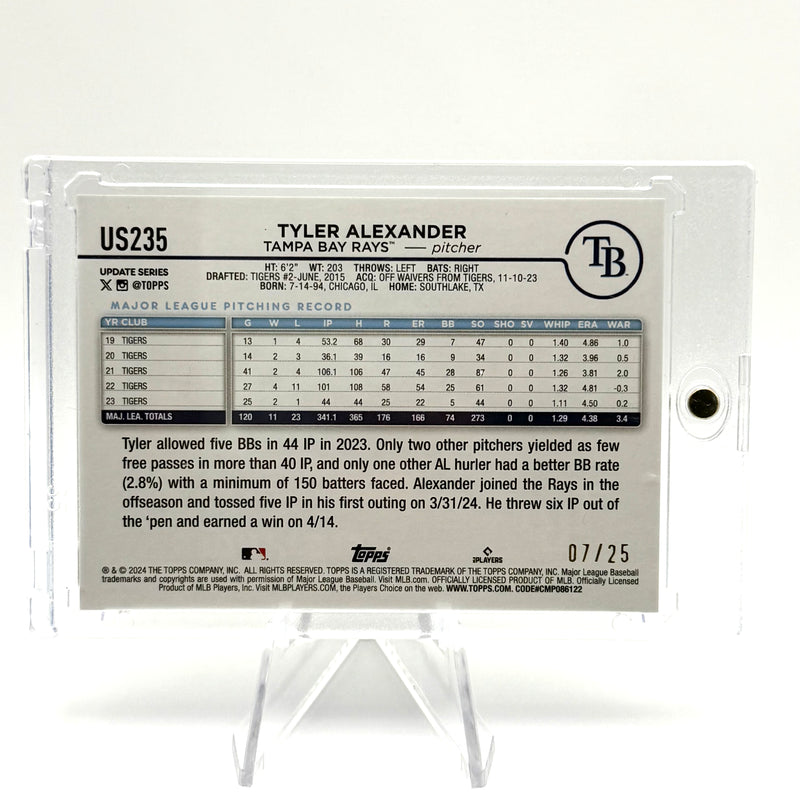 US235
TYLER ALEXANDER
TAMPA BAY RAYS™ — pitcher
TB
UPDATE SERIES
X @TOPPS
HT: 6'2" WT: 203 THROWS: LEFT BATS: RIGHT
DRAFTED: TIGERS #2-JUNE, 2015 ACQ: OFF WAIVERS FROM TIGERS, 11-10-23
BORN: 7-14-94, CHICAGO, IL HOME: SOUTHLAKE, TX
MAJOR LEAGUE PITCHING RECORD
YR CLUB G W L IP H R ER BB SO SHO SV WHIP ERA WAR
19 TIGERS 13 1 4 53.2 68 30 29 7 47 0 0 1.40 4.86 1.0
20 TIGERS 14 2 3 36.1 39 16 16 9 34 0 0 1.32 3.96 0.5
21 TIGERS 41 2 4 106.1 106 47 45 28 87 0 0 1.26 3.81 2.0
22 TIGERS 27 4 11 101 108 58 54 25 61 0 0 1.32 4.81 -0.3
23 TIGERS 25 2 1 44 44 25 22 5 44 0 0 1.11 4.50 0.2
MAJ. LEA. TOTALS 120 11 23 341.1 365 176 166 74 273 0 0 1.29 4.38 3.4
Tyler allowed five BBs in 44 IP in 2023. Only two other pitchers yielded as few
free passes in more than 40 IP, and only one other AL hurler had a better BB rate
(2.8%) with a minimum of 150 batters faced. Alexander joined the Rays in the
offseason and tossed five IP in his first outing on 3/31/24. He threw six IP out of
the 'pen and earned a win on 4/14.
topps
PLAYERS
07/25
® & © 2024 THE TOPPS COMPANY, INC. ALL RIGHTS RESERVED. TOPPS IS A REGISTERED TRADEMARK OF THE TOPPS COMPANY, INC. Major League Baseball
trademarks and copyrights are used with permission of Major League Baseball. Visit MLB.com. OFFICIALLY LICENSED PRODUCT OF MLB. Officially Licensed
Product of MLB Players, Inc. Visit MLBPLAYERS.com, the Players Choice on the web. WWW.TOPPS.COM. CODE#CMP086122